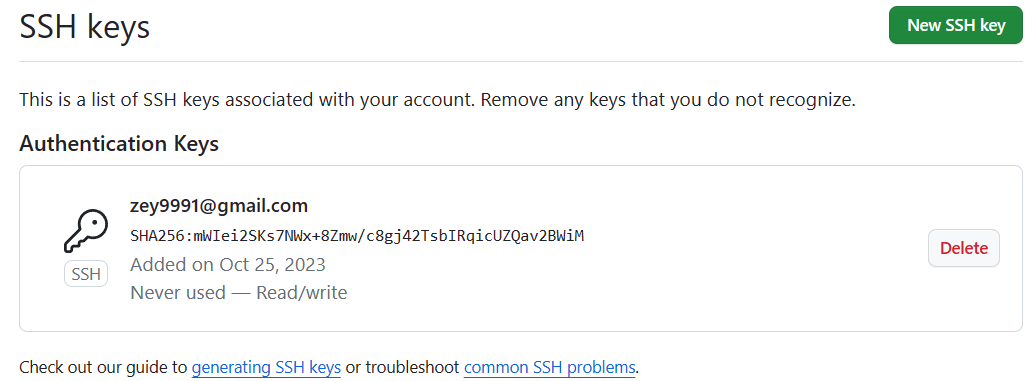 SSH keys
New SSH key
This is a list of SSH keys associated with your account. Remove any keys that you do not recognize.
Authentication Keys
zey9991@gmail.com
SHA256:mWIei2SKs7NWx+8Zmw/c8gj42TsbIRqicUZQav2BWiM
Added on Oct 25, 2023
Never used — Read/write
SSH
Delete
Check out our guide to generating SSH keys or troubleshoot common SSH problems.